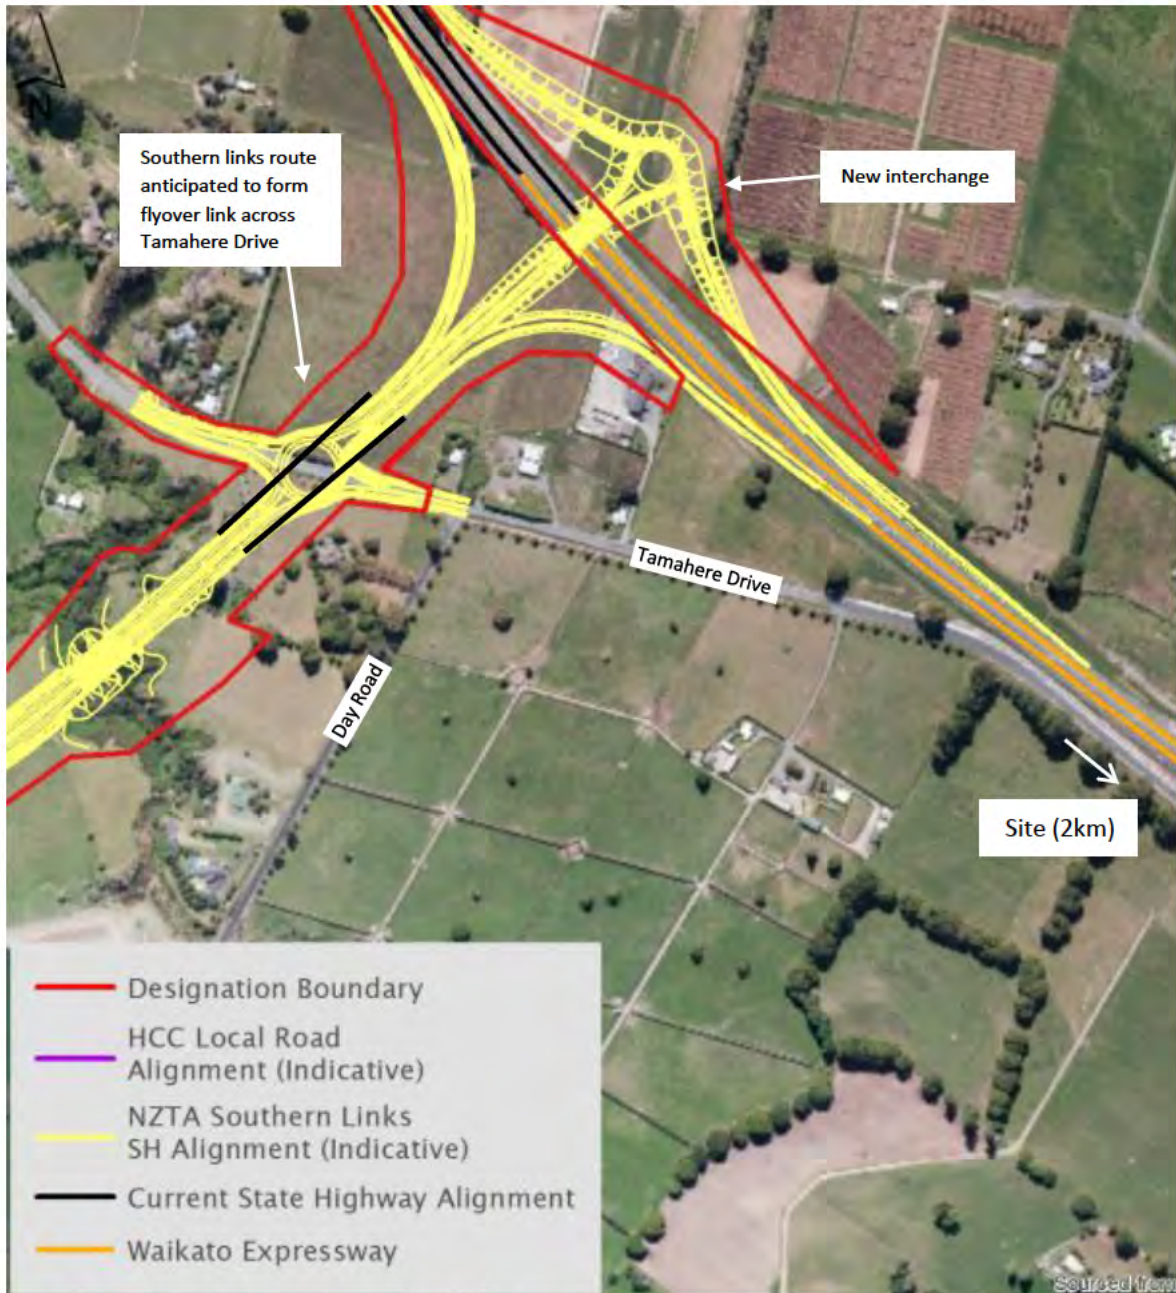 N
Southern links route
anticipated to form
flyover link across
Tamahere Drive
New interchange
Tamahere Drive
Day Road
Site (2km)
Designation Boundary
HCC Local Road
Alignment (Indicative)
NZTA Southern Links
SH Alignment (Indicative)
Current State Highway Alignment
Waikato Expressway
Sourced from